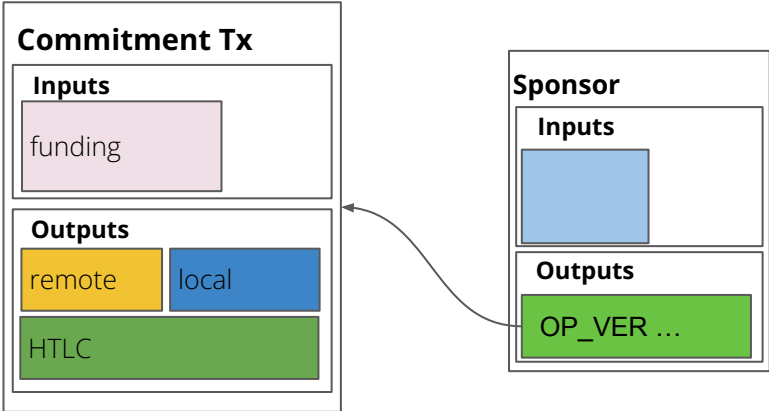 Commitment Tx
Inputs
funding
Outputs
remote
local
HTLC
Sponsor
Inputs
Outputs
OP_VER …